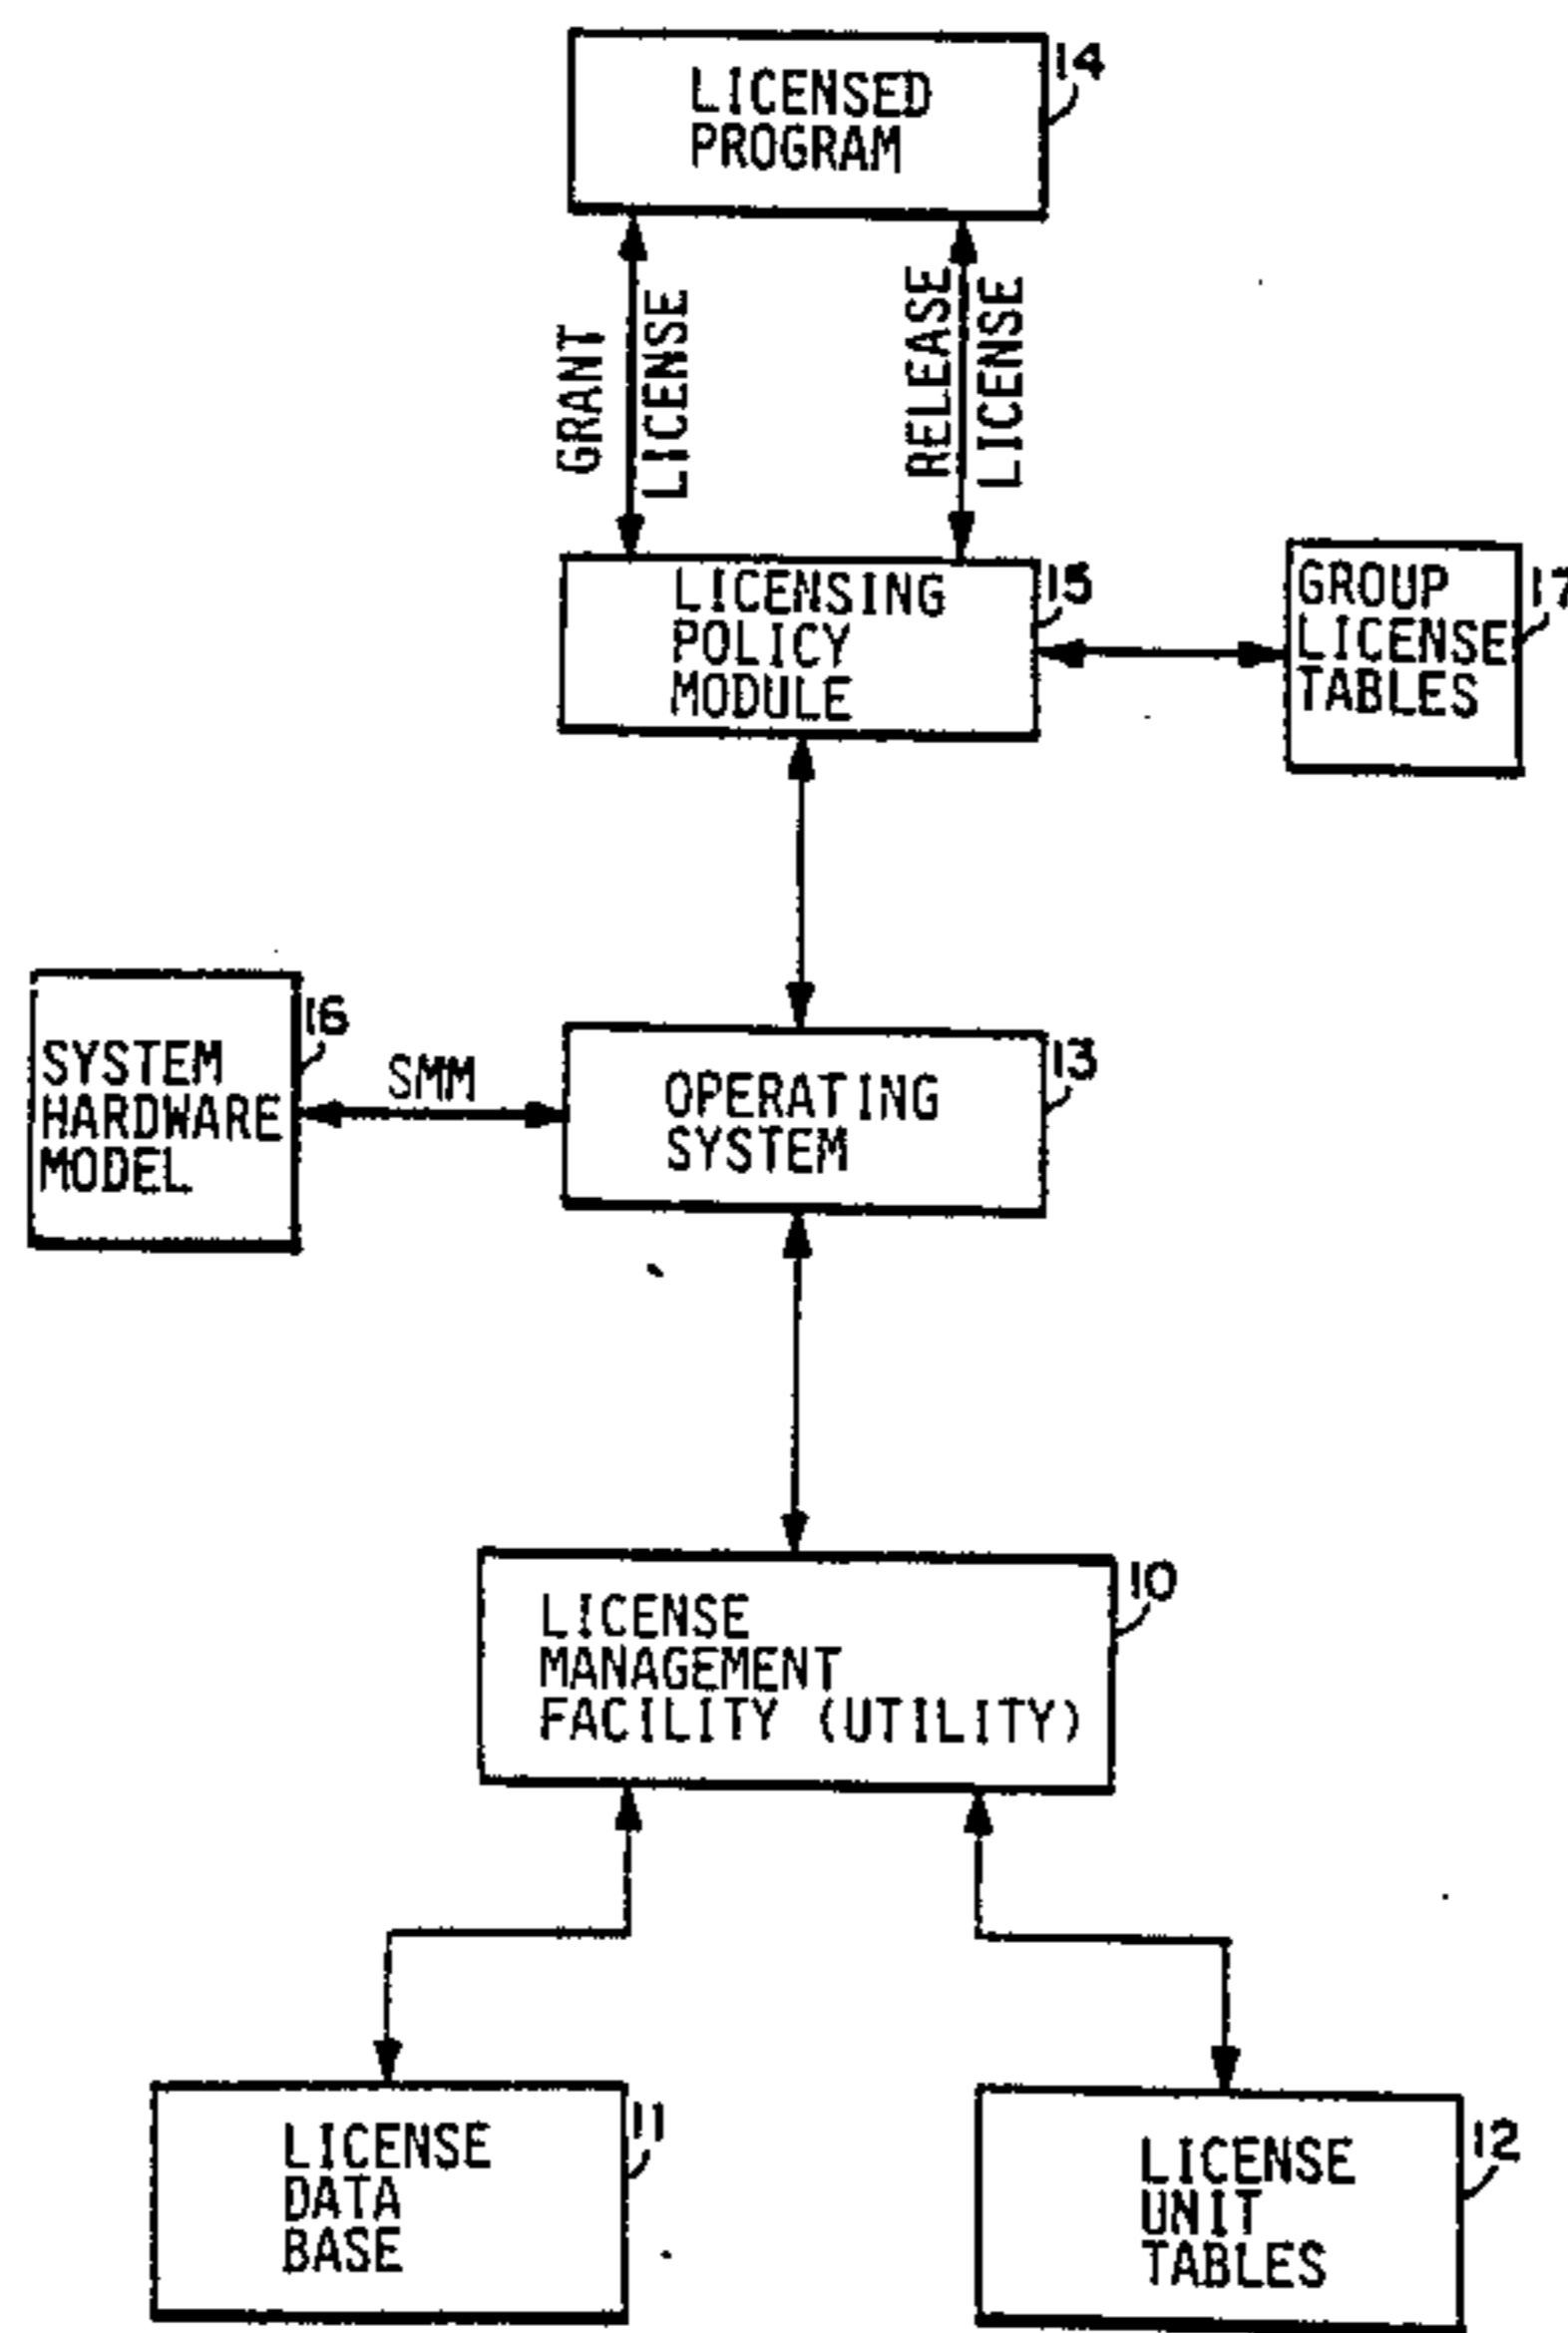 LICENSED
PROGRAM
14
GRANT
LICENSE
RELEASE
LICENSE
LICENSING
POLICY
MODULE
15
GROUP
LICENSE
TABLES
17
SYSTEM
HARDWARE
MODEL
16
SMM
OPERATING
SYSTEM
13
LICENSE
MANAGEMENT
FACILITY (UTILITY)
10
LICENSE
DATA
BASE
11
LICENSE
UNIT
TABLES
12